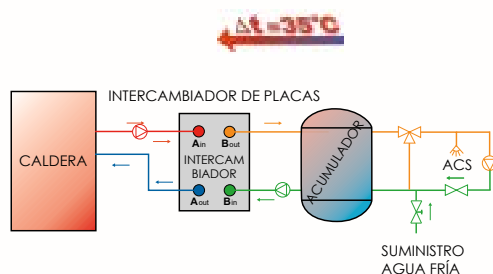 Δt =35°C
INTERCAMBIADOR DE PLACAS
CALDERA
Ain
Bout
INTERCAM
BIADOR
Aout
Bin
ACUMULADOR
ACS
SUMINISTRO
AGUA FRÍA